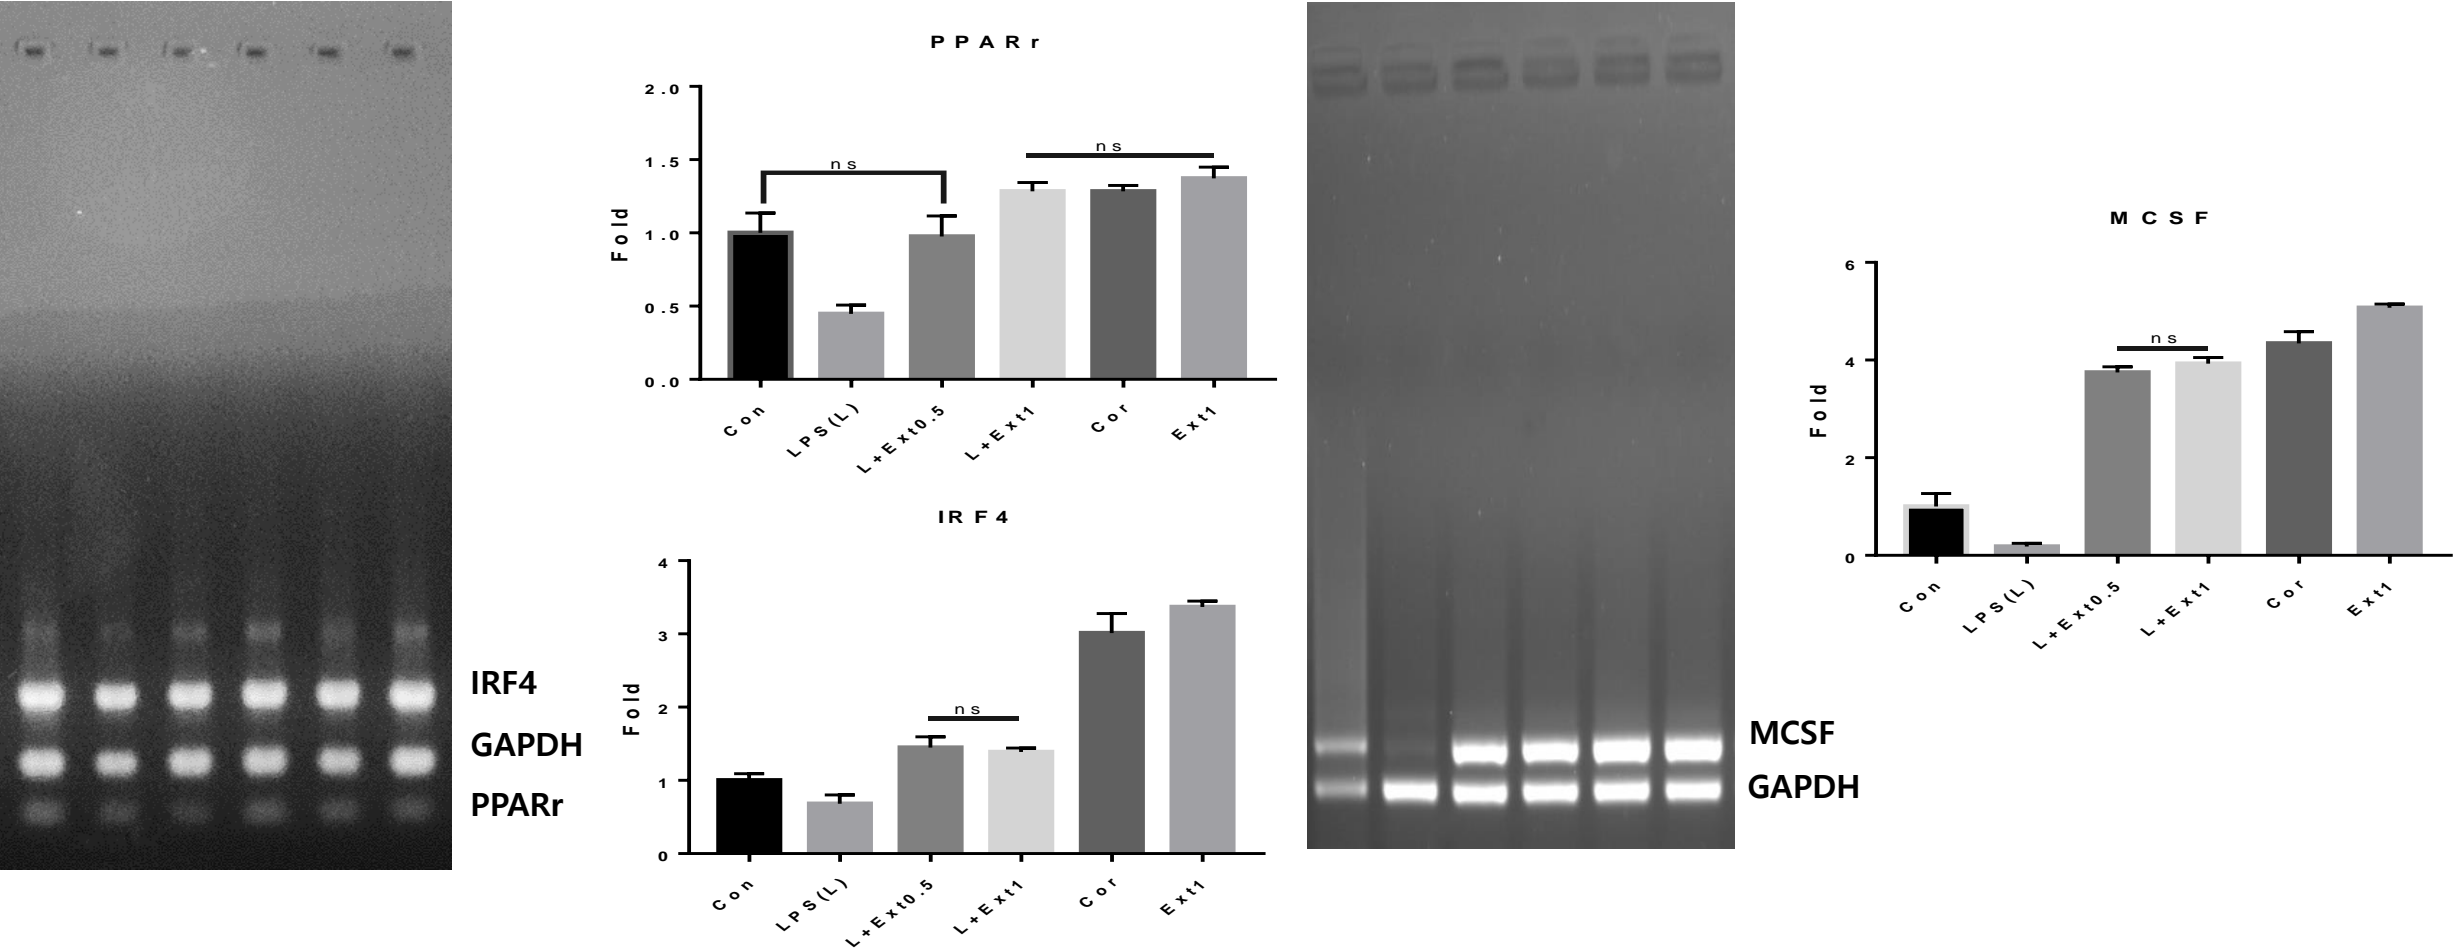 IRF4
GAPDH
PPARr
PPARr
2.0
1.5
1.0
0.5
0.0
Fold
ns
ns
Con
LPS(L)
L+Ext0.5
L+Ext1
Cor
Ext1
IRF4
4
3
2
1
0
Fold
ns
Con
LPS(L)
L+Ext0.5
L+Ext1
Cor
Ext1
MCSF
GAPDH
MCSF
6
4
2
0
Fold
ns
Con
LPS(L)
L+Ext0.5
L+Ext1
Cor
Ext1